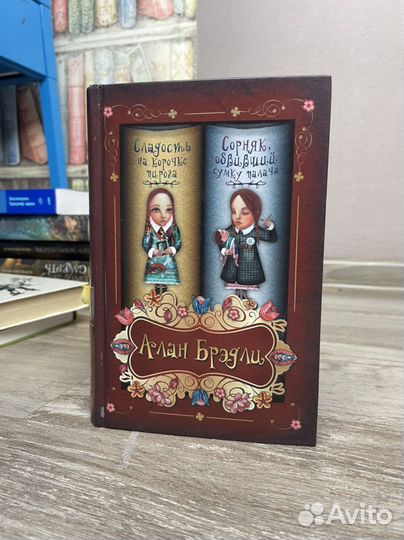 Сладость
на корочке
пирога
Сорняк,
обвивший
сумку палача
Алан Брэдли
Avito